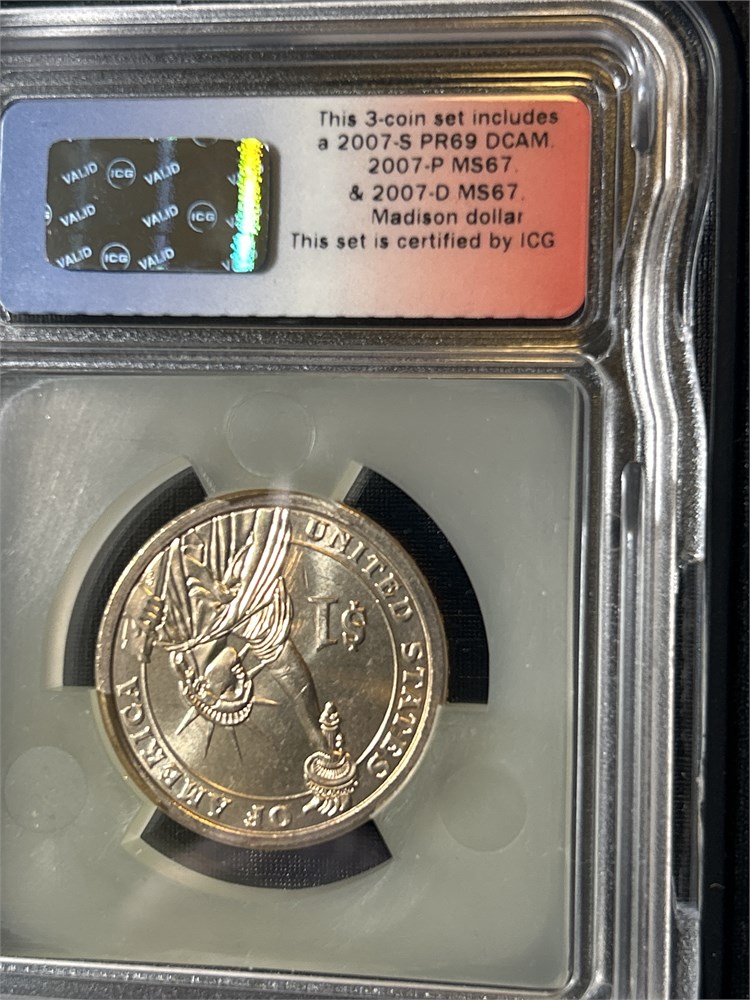 This 3-coin set includes
a 2007-S PR69 DCAM.
2007-P MS67.
& 2007-D MS67.
Madison dollar
This set is certified by ICG
VALID ICG VALID
VALID VALID ICG
VALID ICG VALID
UNITED STATES OF AMERICA
$1